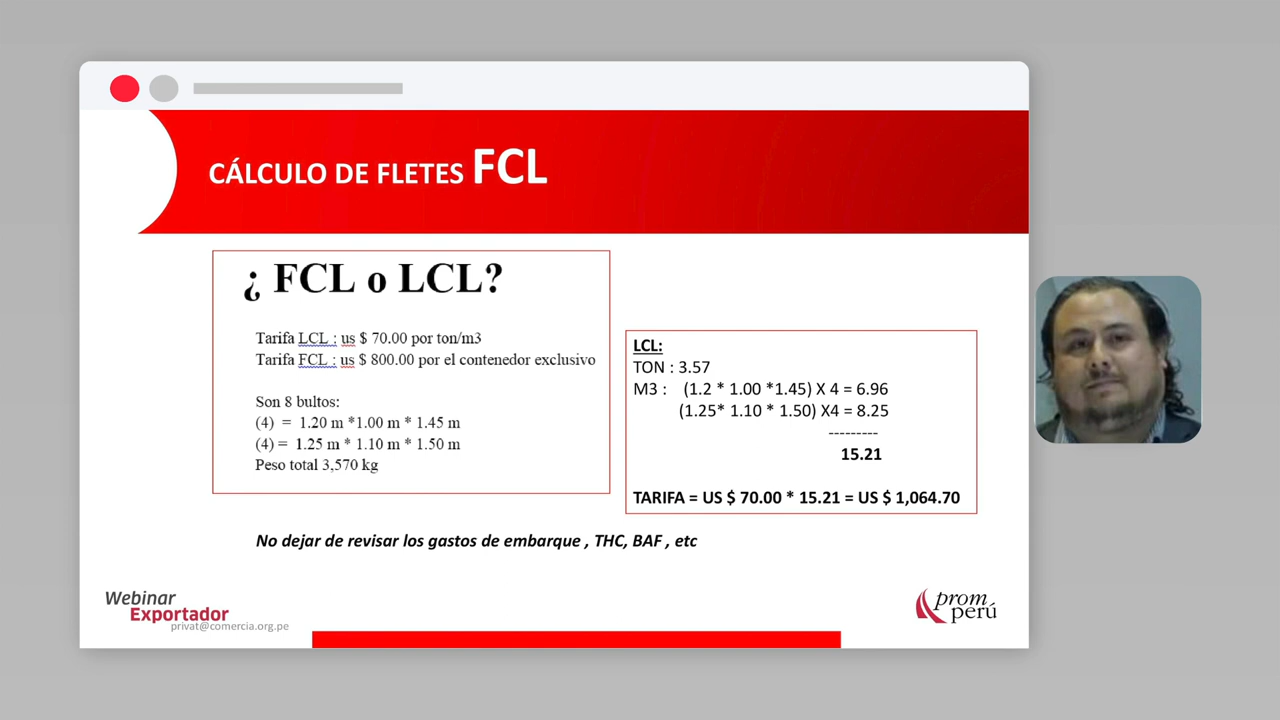 CÁLCULO DE FLETES FCL
¿ FCL o LCL?
Tarifa LCL : us $ 70.00 por ton/m3
Tarifa FCL : us $ 800.00 por el contenedor exclusivo
Son 8 bultos:
(4) = 1.20 m *1.00 m * 1.45 m
(4) = 1.25 m * 1.10 m * 1.50 m
Peso total 3,570 kg
LCL:
TON : 3.57
M3 : (1.2 * 1.00 *1.45) X 4 = 6.96
(1.25* 1.10 * 1.50) X4 = 8.25
---------
15.21
TARIFA = US $ 70.00 * 15.21 = US $ 1,064.70
No dejar de revisar los gastos de embarque , THC, BAF , etc
Webinar
Exportador
privat@comercia.org.pe
prom
perú